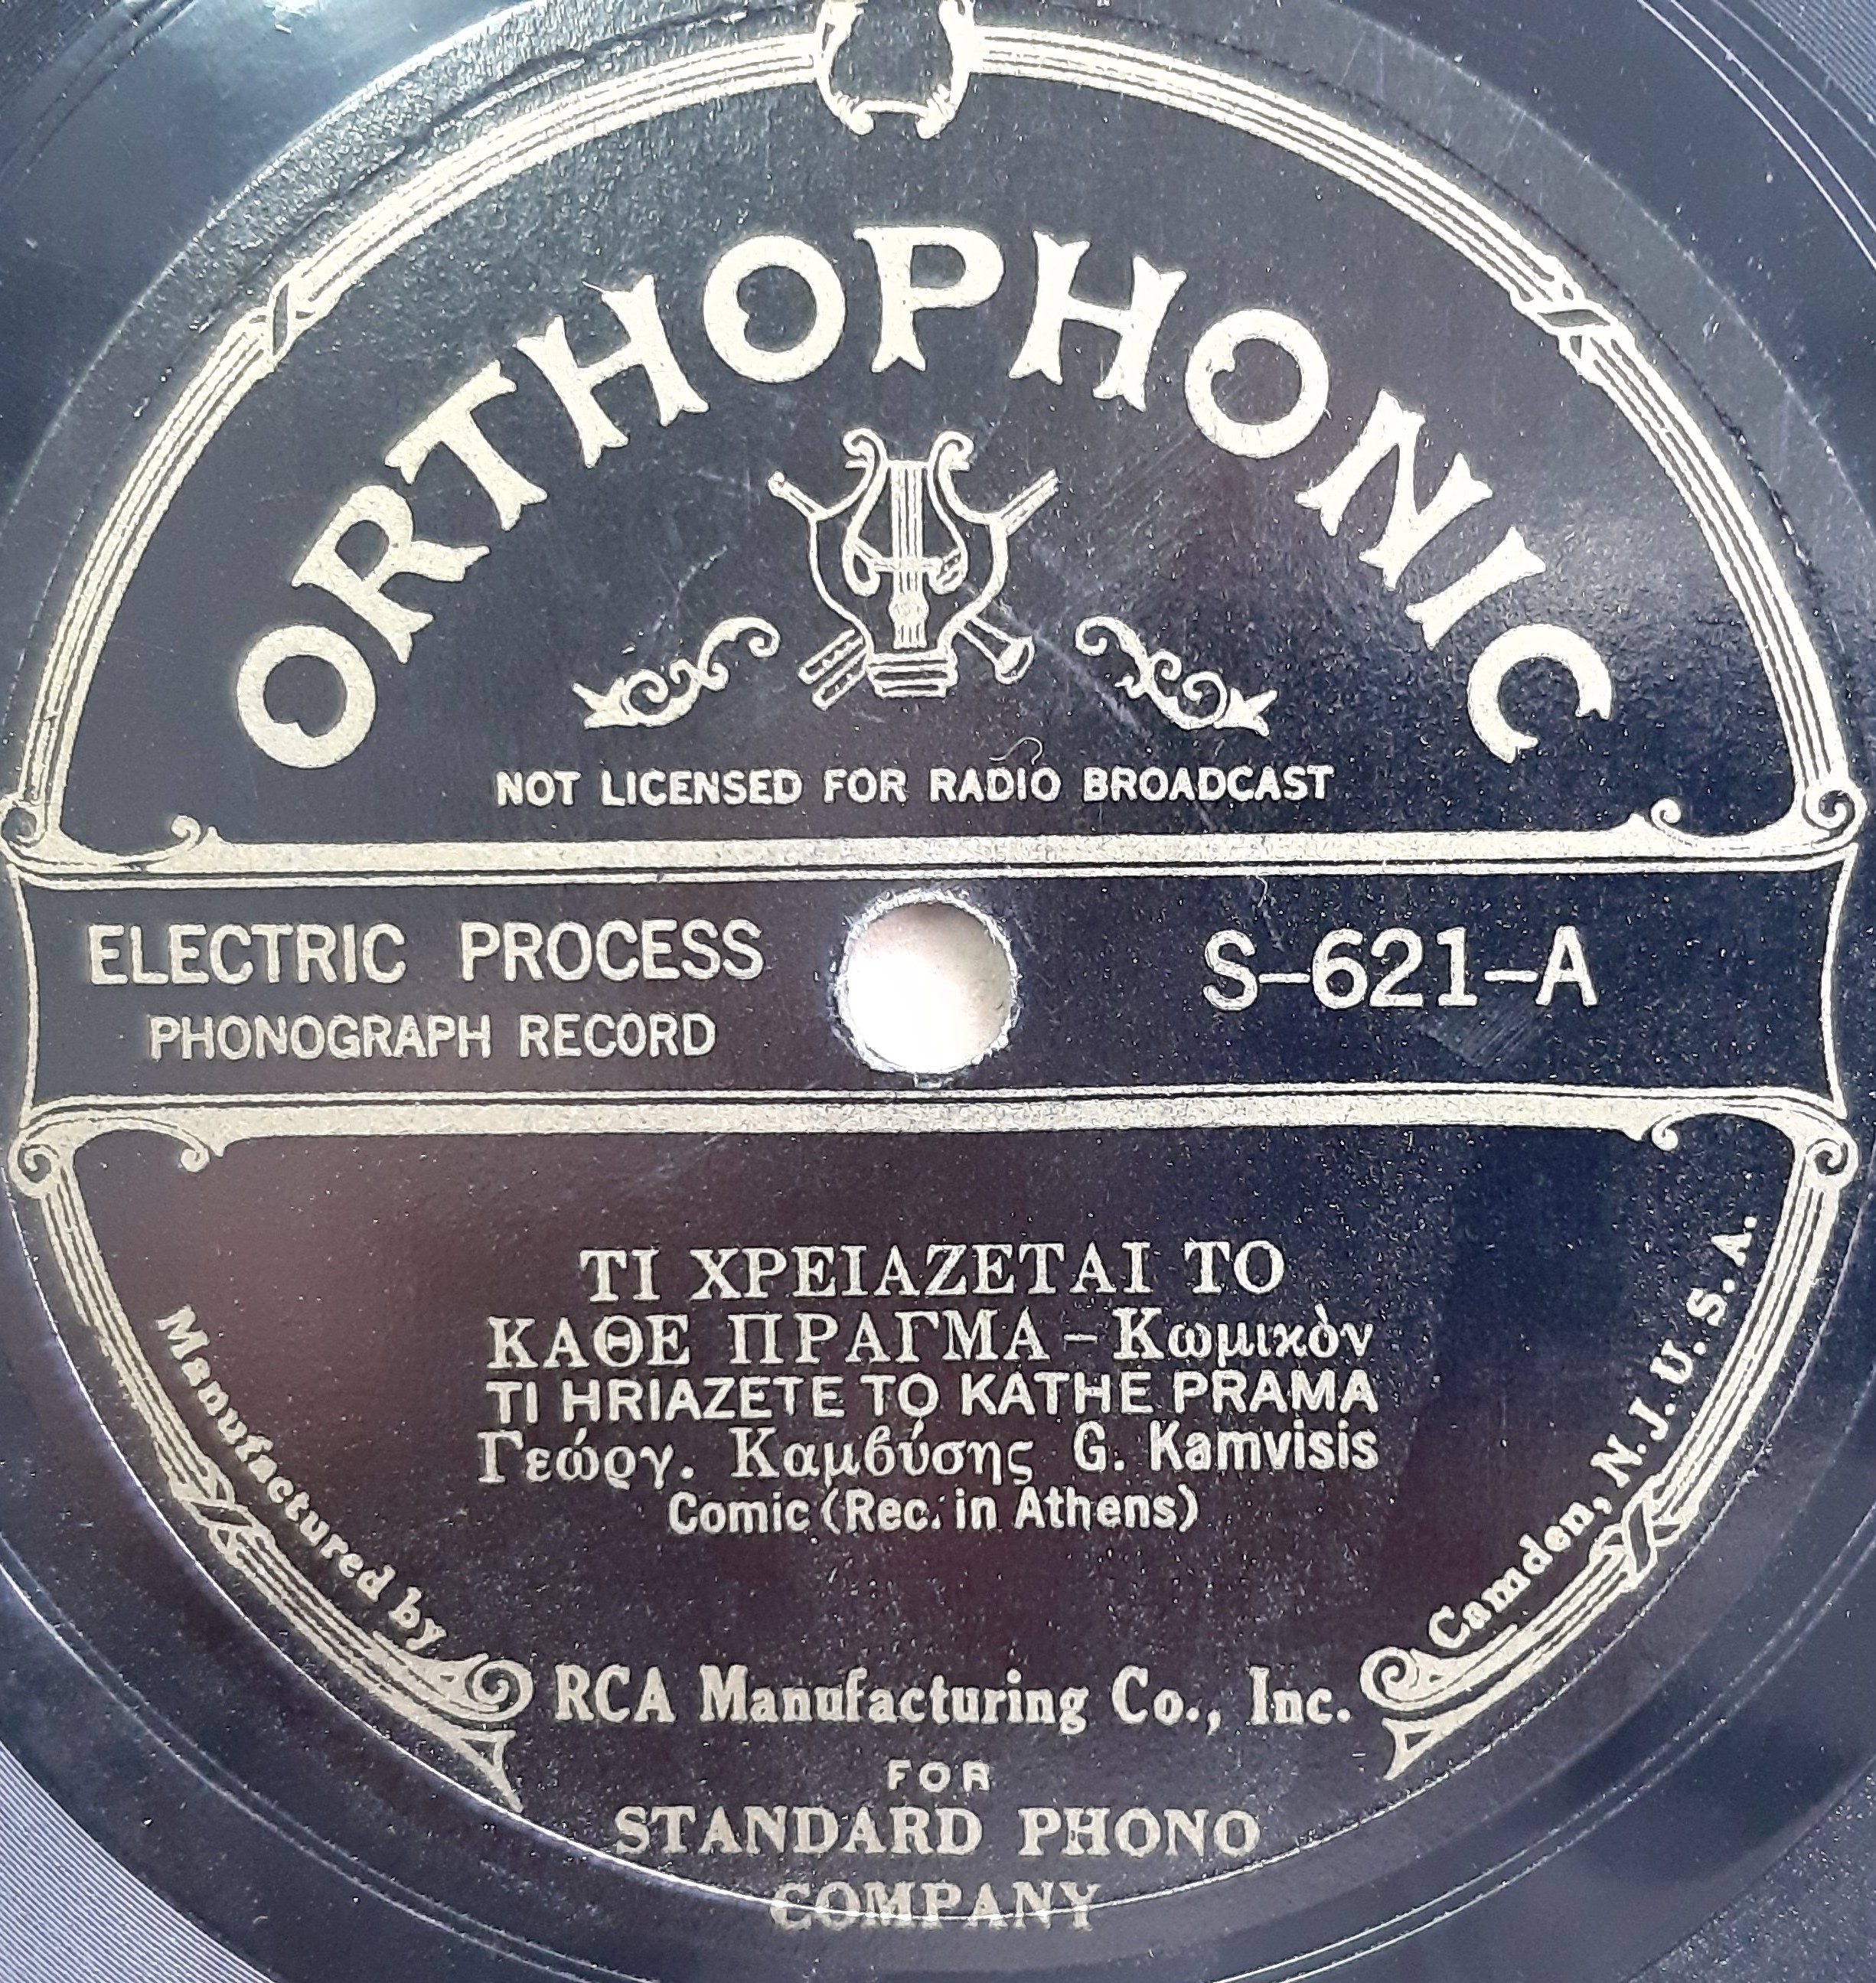 ORTHOPHONIC
NOT LICENSED FOR RADIO BROADCAST
ELECTRIC PROCESS
PHONOGRAPH RECORD
S-621-A
ΤΙ ΧΡΕΙΑΖΕΤΑΙ ΤΟ
ΚΑΘΕ ΠΡΑΓΜΑ - Κωμικὸν
TI HRIAZETE TO KATHE PRAMA
Γεώργ. Καμβύσης G. Kamvisis
Comic (Rec. in Athens)
Manufactured by
RCA Manufacturing Co., Inc.
Camden, N.J. U.S.A.
FOR
STANDARD PHONO
COMPANY